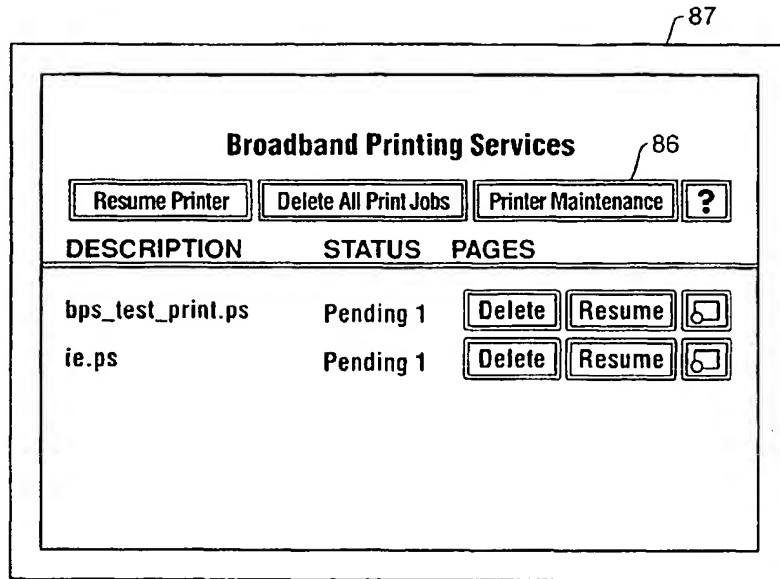 87
Broadband Printing Services
86
Resume Printer Delete All Print Jobs Printer Maintenance ?
DESCRIPTION STATUS PAGES
bps_test_print.ps Pending 1 Delete Resume
ie.ps Pending 1 Delete Resume